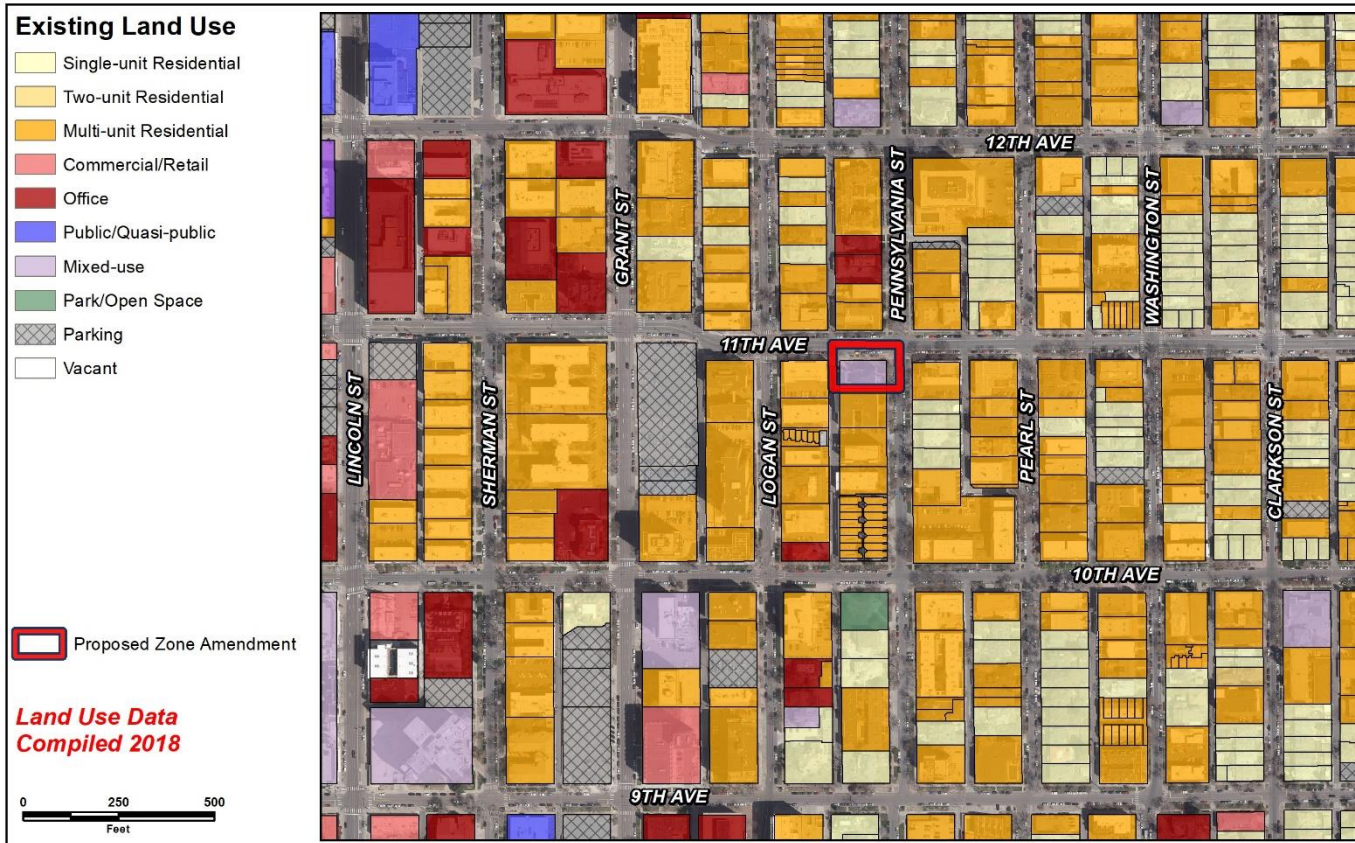 Existing Land Use
Single-unit Residential
Two-unit Residential
Multi-unit Residential
Commercial/Retail
Office
Public/Quasi-public
Mixed-use
Park/Open Space
Parking
Vacant
Proposed Zone Amendment
Land Use Data
Compiled 2018
0 250 500
Feet
12TH AVE
GRANT ST
PENNSYLVANIA ST
WASHINGTON ST
11TH AVE
LINCOLN ST
SHERMAN ST
LOGAN ST
PEARL ST
CLARKSON ST
10TH AVE
9TH AVE